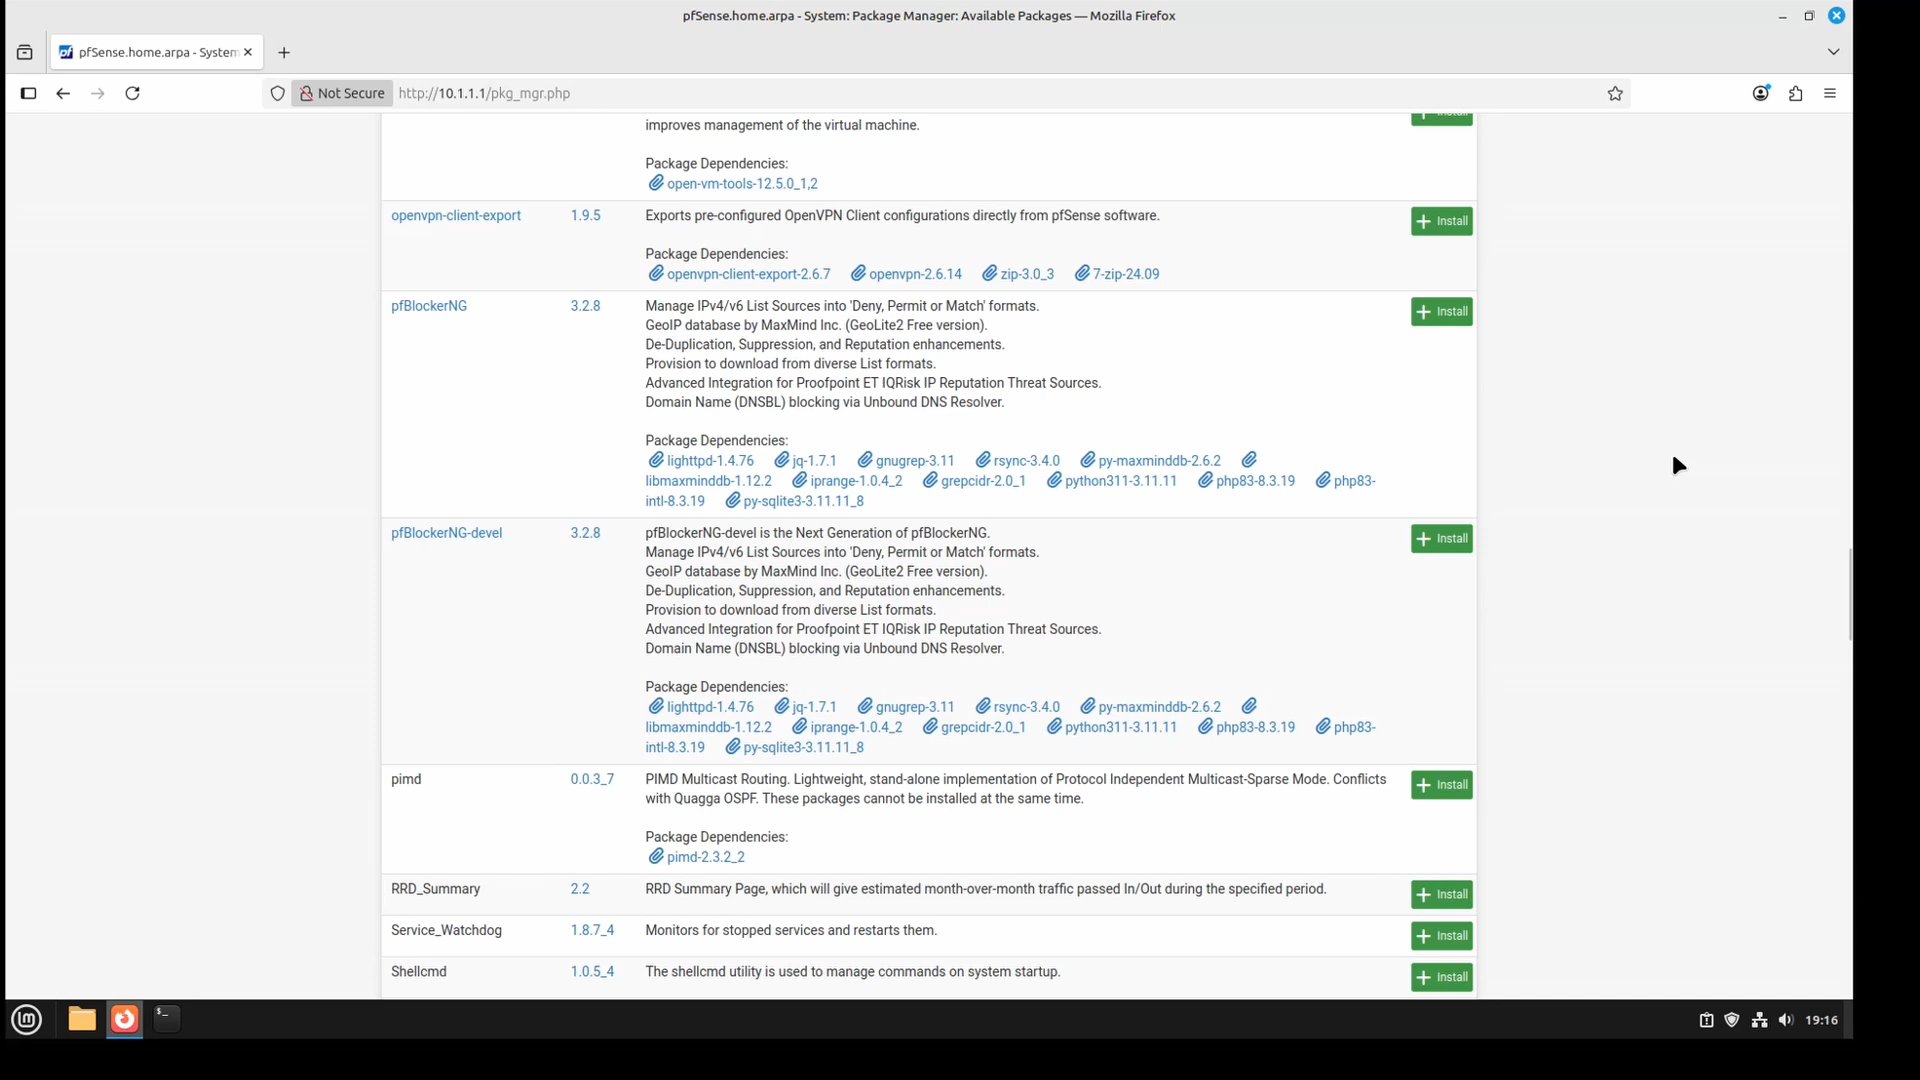 pfSense.home.arpa - System: Package Manager: Available Packages — Mozilla Firefox
pfSense.home.arpa - System
Not Secure http://10.1.1.1/pkg_mgr.php
improves management of the virtual machine.
Install
Package Dependencies:
open-vm-tools-12.5.0_1,2
openvpn-client-export 1.9.5 Exports pre-configured OpenVPN Client configurations directly from pfSense software. Install
Package Dependencies:
openvpn-client-export-2.6.7 openvpn-2.6.14 zip-3.0_3 7-zip-24.09
pfBlockerNG 3.2.8 Manage IPv4/v6 List Sources into 'Deny, Permit or Match' formats. Install
GeoIP database by MaxMind Inc. (GeoLite2 Free version).
De-Duplication, Suppression, and Reputation enhancements.
Provision to download from diverse List formats.
Advanced Integration for Proofpoint ET IQRisk IP Reputation Threat Sources.
Domain Name (DNSBL) blocking via Unbound DNS Resolver.
Package Dependencies:
lighttpd-1.4.76 jq-1.7.1 gnugrep-3.11 rsync-3.4.0 py-maxminddb-2.6.2
libmaxminddb-1.12.2 iprange-1.0.4_2 grepcidr-2.0_1 python311-3.11.11 php83-8.3.19 php83-
intl-8.3.19 py-sqlite3-3.11.11_8
pfBlockerNG-devel 3.2.8 pfBlockerNG-devel is the Next Generation of pfBlockerNG. Install
Manage IPv4/v6 List Sources into 'Deny, Permit or Match' formats.
GeoIP database by MaxMind Inc. (GeoLite2 Free version).
De-Duplication, Suppression, and Reputation enhancements.
Provision to download from diverse List formats.
Advanced Integration for Proofpoint ET IQRisk IP Reputation Threat Sources.
Domain Name (DNSBL) blocking via Unbound DNS Resolver.
Package Dependencies:
lighttpd-1.4.76 jq-1.7.1 gnugrep-3.11 rsync-3.4.0 py-maxminddb-2.6.2
libmaxminddb-1.12.2 iprange-1.0.4_2 grepcidr-2.0_1 python311-3.11.11 php83-8.3.19 php83-
intl-8.3.19 py-sqlite3-3.11.11_8
pimd 0.0.3_7 PIMD Multicast Routing. Lightweight, stand-alone implementation of Protocol Independent Multicast-Sparse Mode. Conflicts Install
with Quagga OSPF. These packages cannot be installed at the same time.
Package Dependencies:
pimd-2.3.2_2
RRD_Summary 2.2 RRD Summary Page, which will give estimated month-over-month traffic passed In/Out during the specified period. Install
Service_Watchdog 1.8.7_4 Monitors for stopped services and restarts them. Install
Shellcmd 1.0.5_4 The shellcmd utility is used to manage commands on system startup. Install
19:16